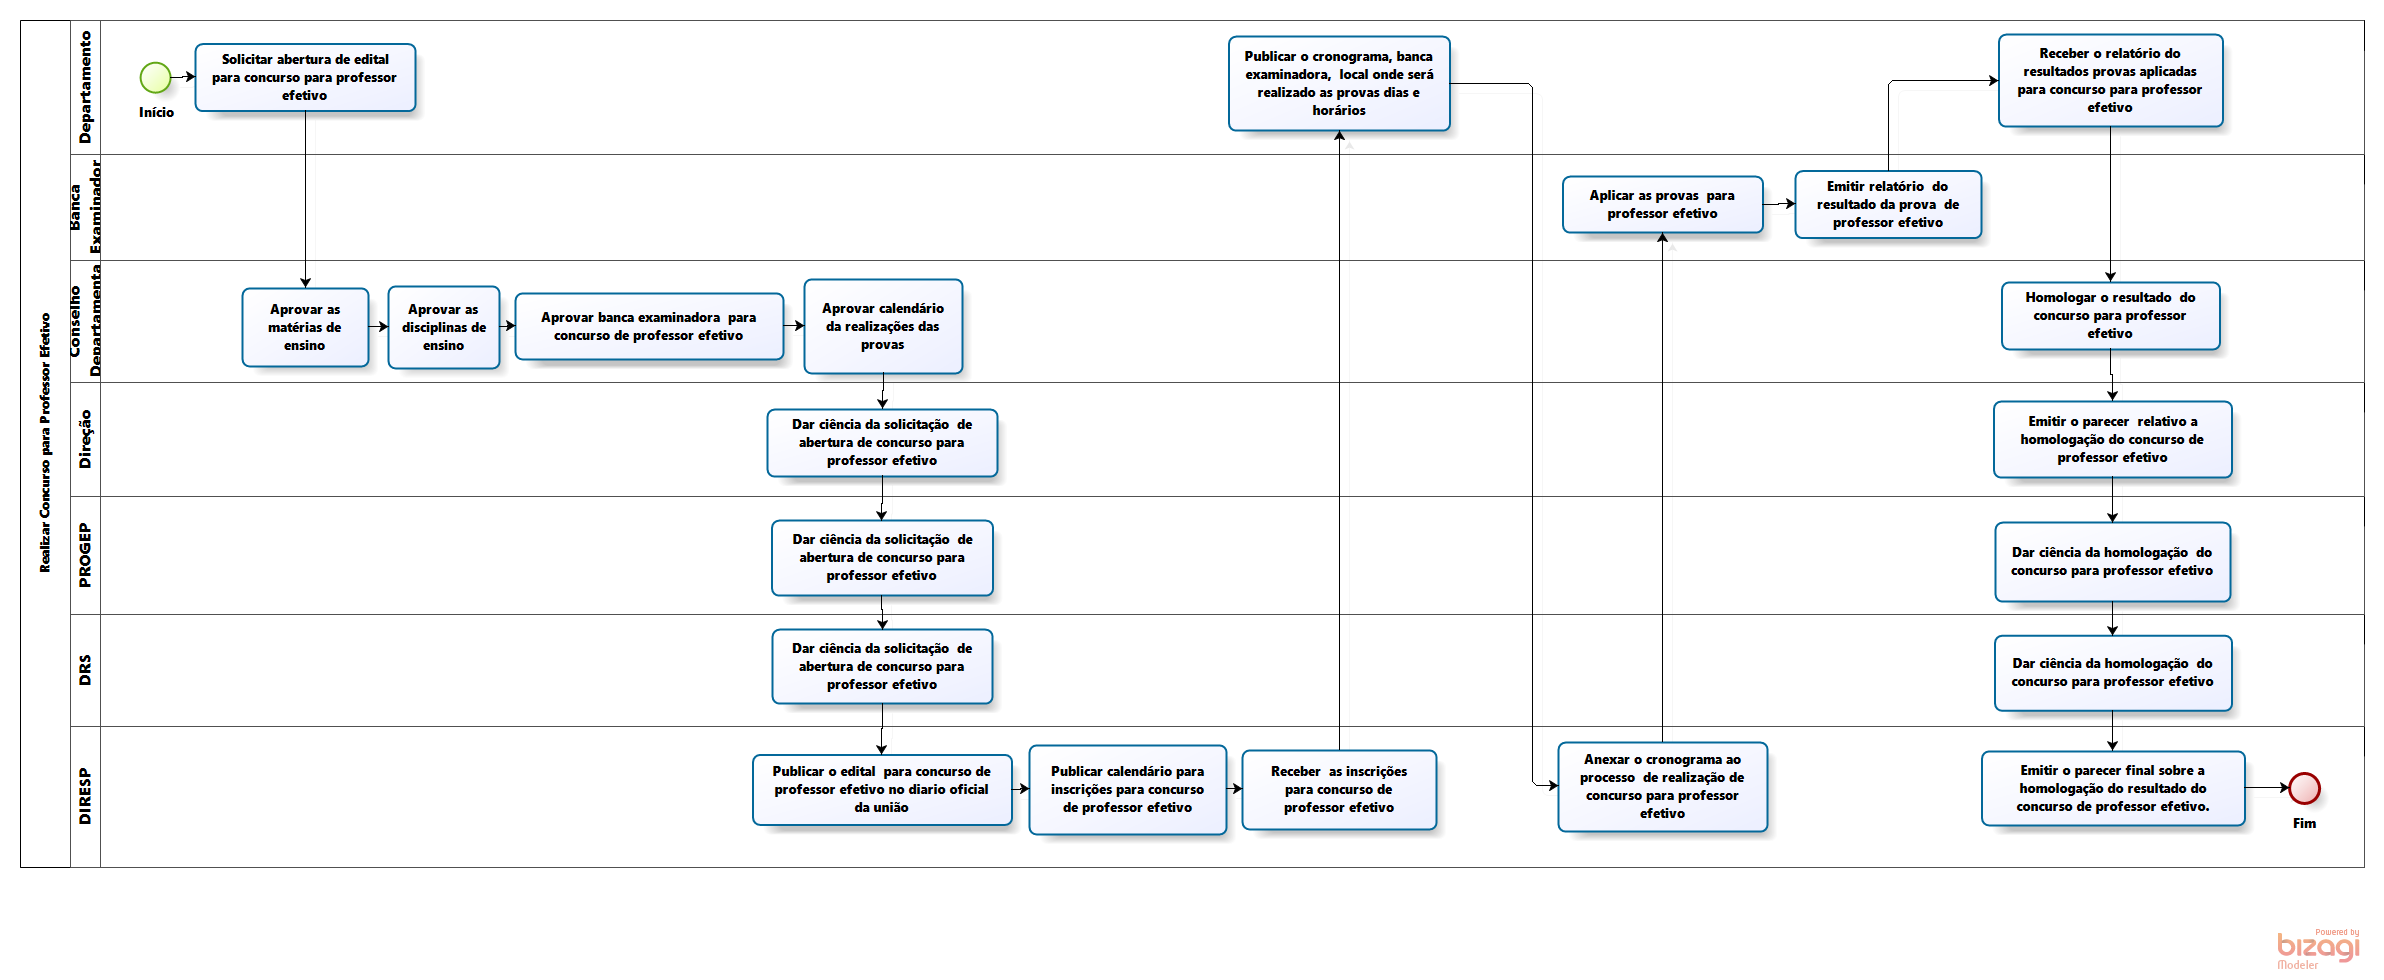 Realizar Concurso para Professor Efetivo
Departamento
Início
Solicitar abertura de edital
para concurso para professor
efetivo
Publicar o cronograma, banca
examinadora, local onde será
realizado as provas dias e
horários
Receber o relatório do
resultados provas aplicadas
para concurso para professor
efetivo
Banca
Examinador
Aplicar as provas para
professor efetivo
Emitir relatório do
resultado da prova de
professor efetivo
Conselho
Departamenta
Aprovar as
matérias de
ensino
Aprovar as
disciplinas de
ensino
Aprovar banca examinadora para
concurso de professor efetivo
Aprovar calendário
da realizações das
provas
Homologar o resultado do
concurso para professor
efetivo
Direção
Dar ciência da solicitação de
abertura de concurso para
professor efetivo
Emitir o parecer relativo a
homologação do concurso de
professor efetivo
PROGEP
Dar ciência da solicitação de
abertura de concurso para
professor efetivo
Dar ciência da homologação do
concurso para professor efetivo
DRS
Dar ciência da solicitação de
abertura de concurso para
professor efetivo
Dar ciência da homologação do
concurso para professor efetivo
DIRESP
Publicar o edital para concurso de
professor efetivo no diario oficial
da união
Publicar calendário para
inscrições para concurso
de professor efetivo
Receber as inscrições
para concurso de
professor efetivo
Anexar o cronograma ao
processo de realização de
concurso para professor
efetivo
Emitir o parecer final sobre a
homologação do resultado do
concurso de professor efetivo.
Fim
Powered by
bizagi
Modeler